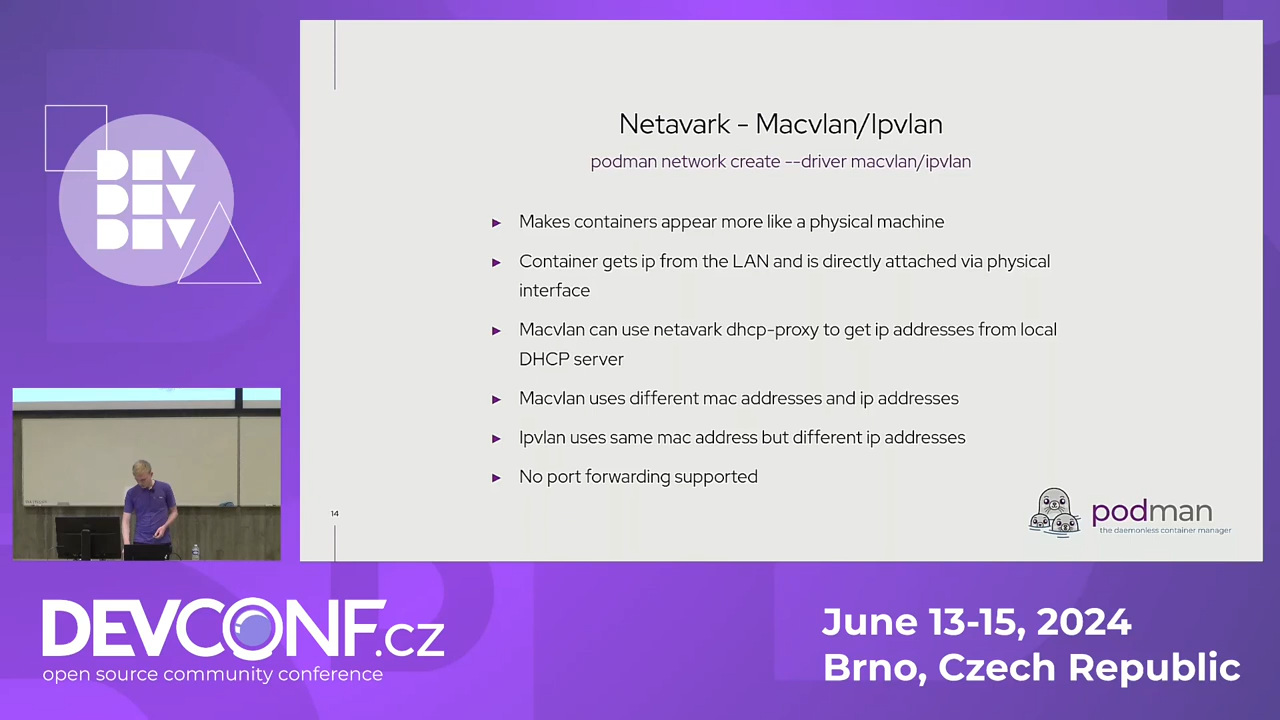 DEV
DEV
DEV
Netavark - Macvlan/Ipvlan
podman network create --driver macvlan/ipvlan
► Makes containers appear more like a physical machine
► Container gets ip from the LAN and is directly attached via physical
interface
► Macvlan can use netavark dhcp-proxy to get ip addresses from local
DHCP server
► Macvlan uses different mac addresses and ip addresses
► Ipvlan uses same mac address but different ip addresses
► No port forwarding supported
14
podman
the daemonless container manager
DEVCONF.cz
open source community conference
June 13-15, 2024
Brno, Czech Republic